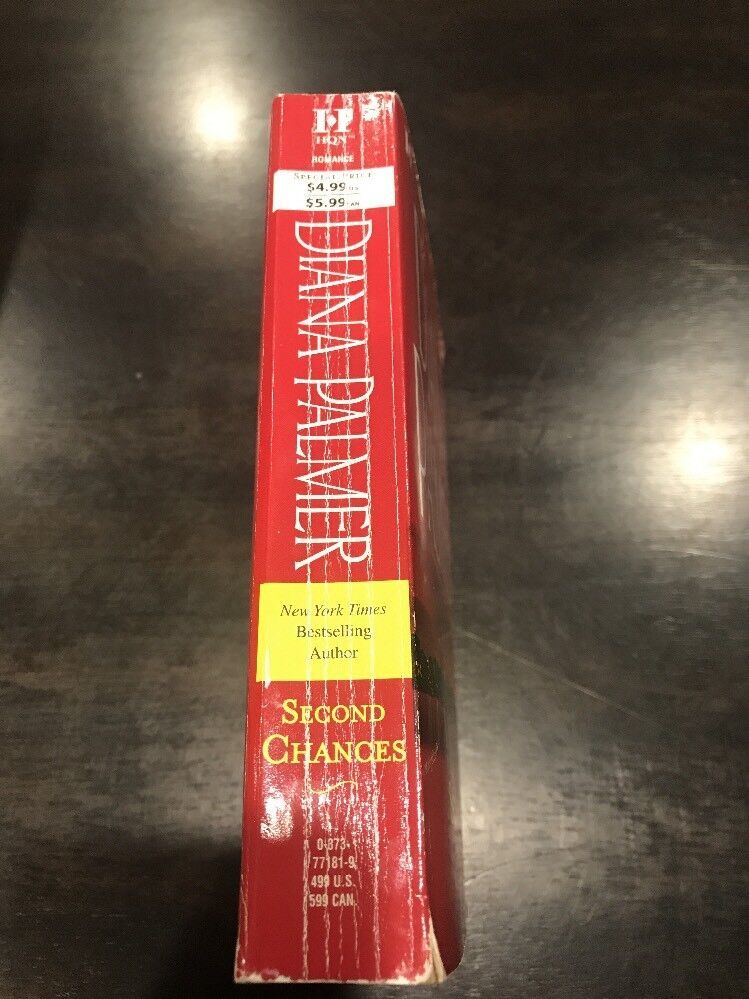 HQN™
ROMANCE
SPECIAL PRICE
$4.99 U.S.
$5.99 CAN
DIANA PALMER
New York Times
Bestselling
Author
SECOND
CHANCES
0-373-
77181-9
499 U.S.
599 CAN.